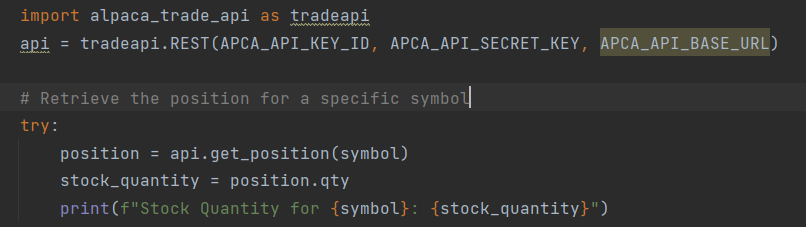 import alpaca_trade_api as tradeapi
api = tradeapi.REST(APCA_API_KEY_ID, APCA_API_SECRET_KEY, APCA_API_BASE_URL)
# Retrieve the position for a specific symbol
try:
    position = api.get_position(symbol)
    stock_quantity = position.qty
    print(f"Stock Quantity for {symbol}: {stock_quantity}")